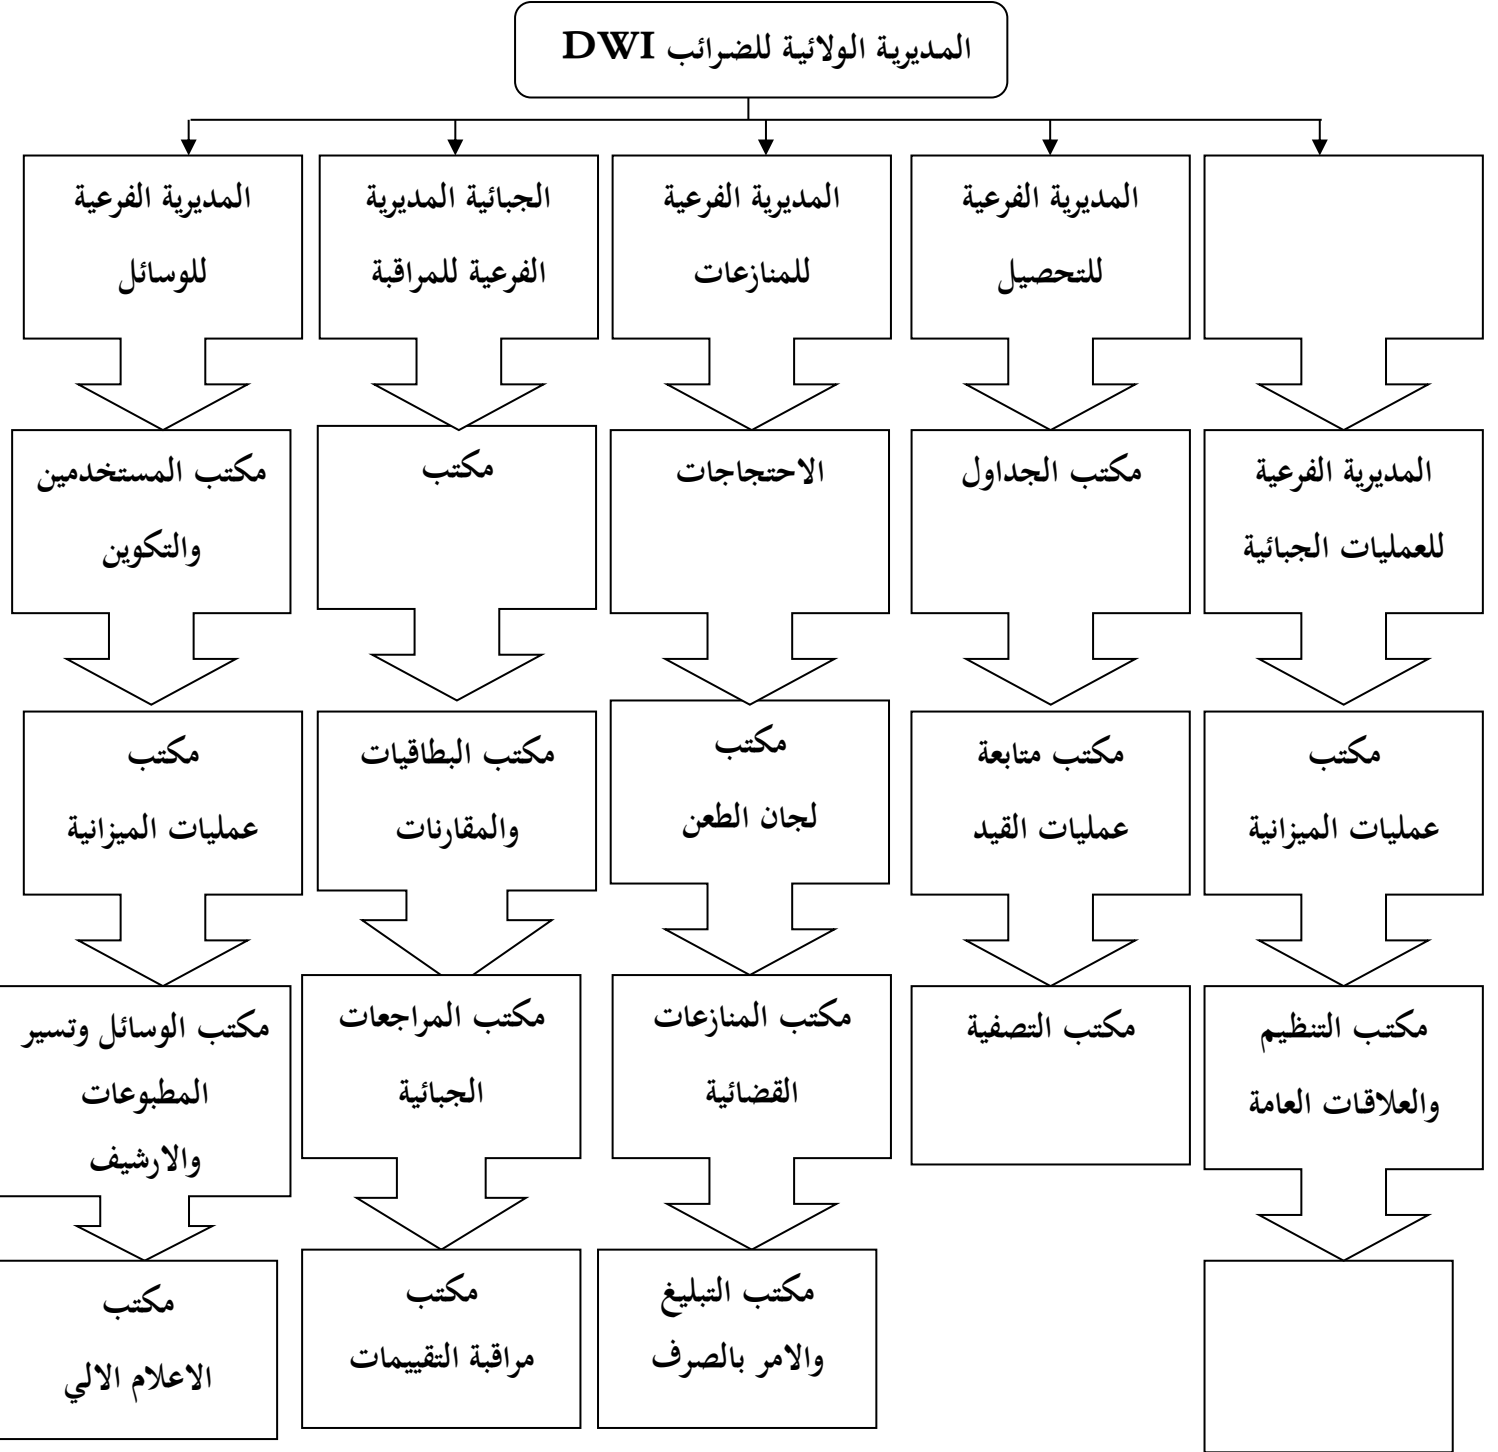 المديرية الولائية للضرائب DWI
المديرية الفرعية
للتحصيل
المديرية الفرعية
للمنازعات
الجبائية المديرية
الفرعية للمراقبة
المديرية الفرعية
للوسائل
المديرية الفرعية
للعمليات الجبائية
مكتب الجداول
الاحتجاجات
مكتب
مكتب المستخدمين
والتكوين
مكتب
عمليات الميزانية
مكتب متابعة
عمليات القيد
مكتب
لجان الطعن
مكتب البطاقيات
والمقارنات
مكتب
عمليات الميزانية
مكتب التنظيم
والعلاقات العامة
مكتب التصفية
مكتب المنازعات
القضائية
مكتب المراجعات
الجبائية
مكتب الوسائل وتسير
المطبوعات
والارشيف
مكتب التبليغ
والامر بالصرف
مكتب
مراقبة التقييمات
مكتب
الاعلام الالي